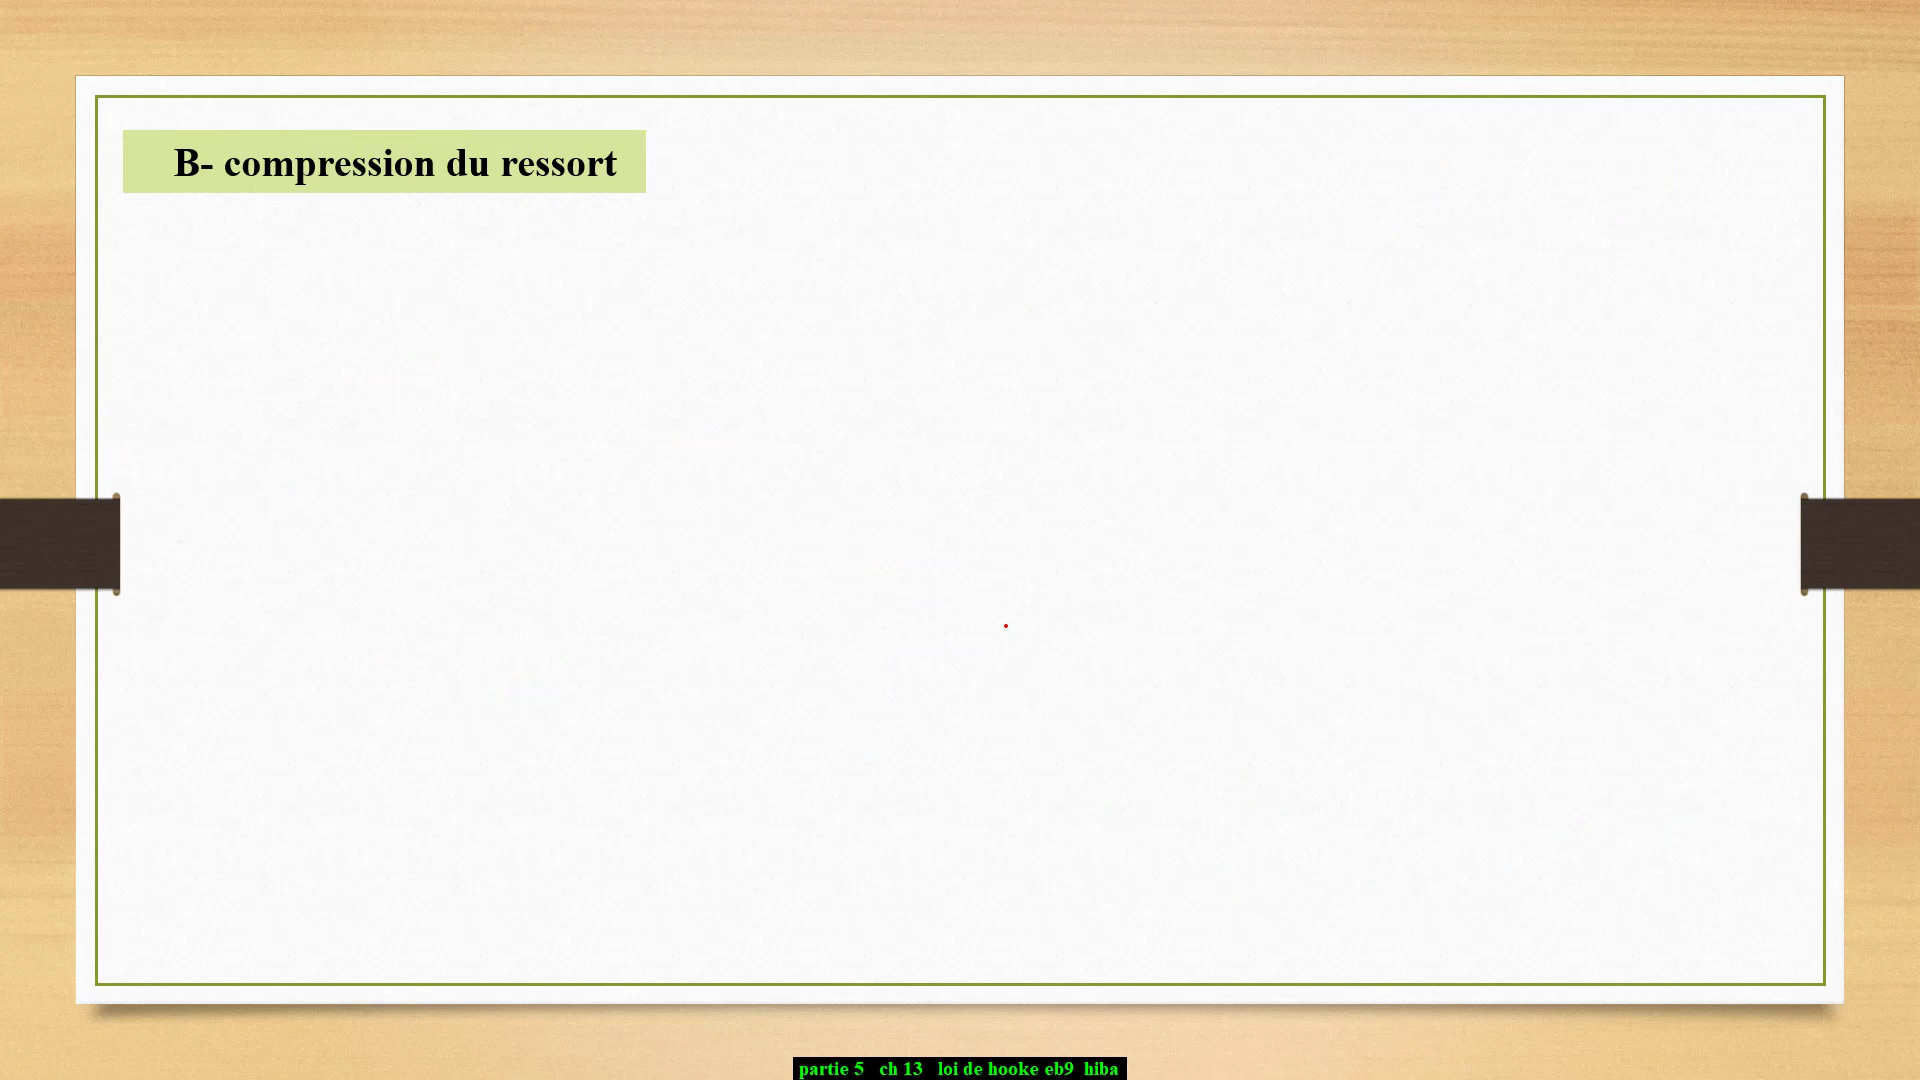 B- compression du ressort
partie 5 ch 13 loi de hooke eb9 hiba